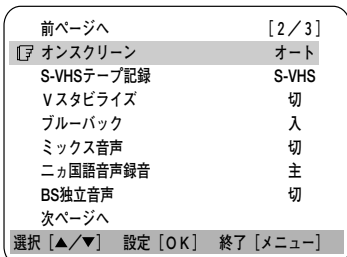 前ページへ [2／3]
オンスクリーン オート
S-VHSテープ記録 S-VHS
Vスタビライズ 切
ブルーバック 入
ミックス音声 切
二ヵ国語音声録音 主
BS独立音声 切
次ページへ
選択［▲／▼］ 設定［OK］ 終了［メニュー］